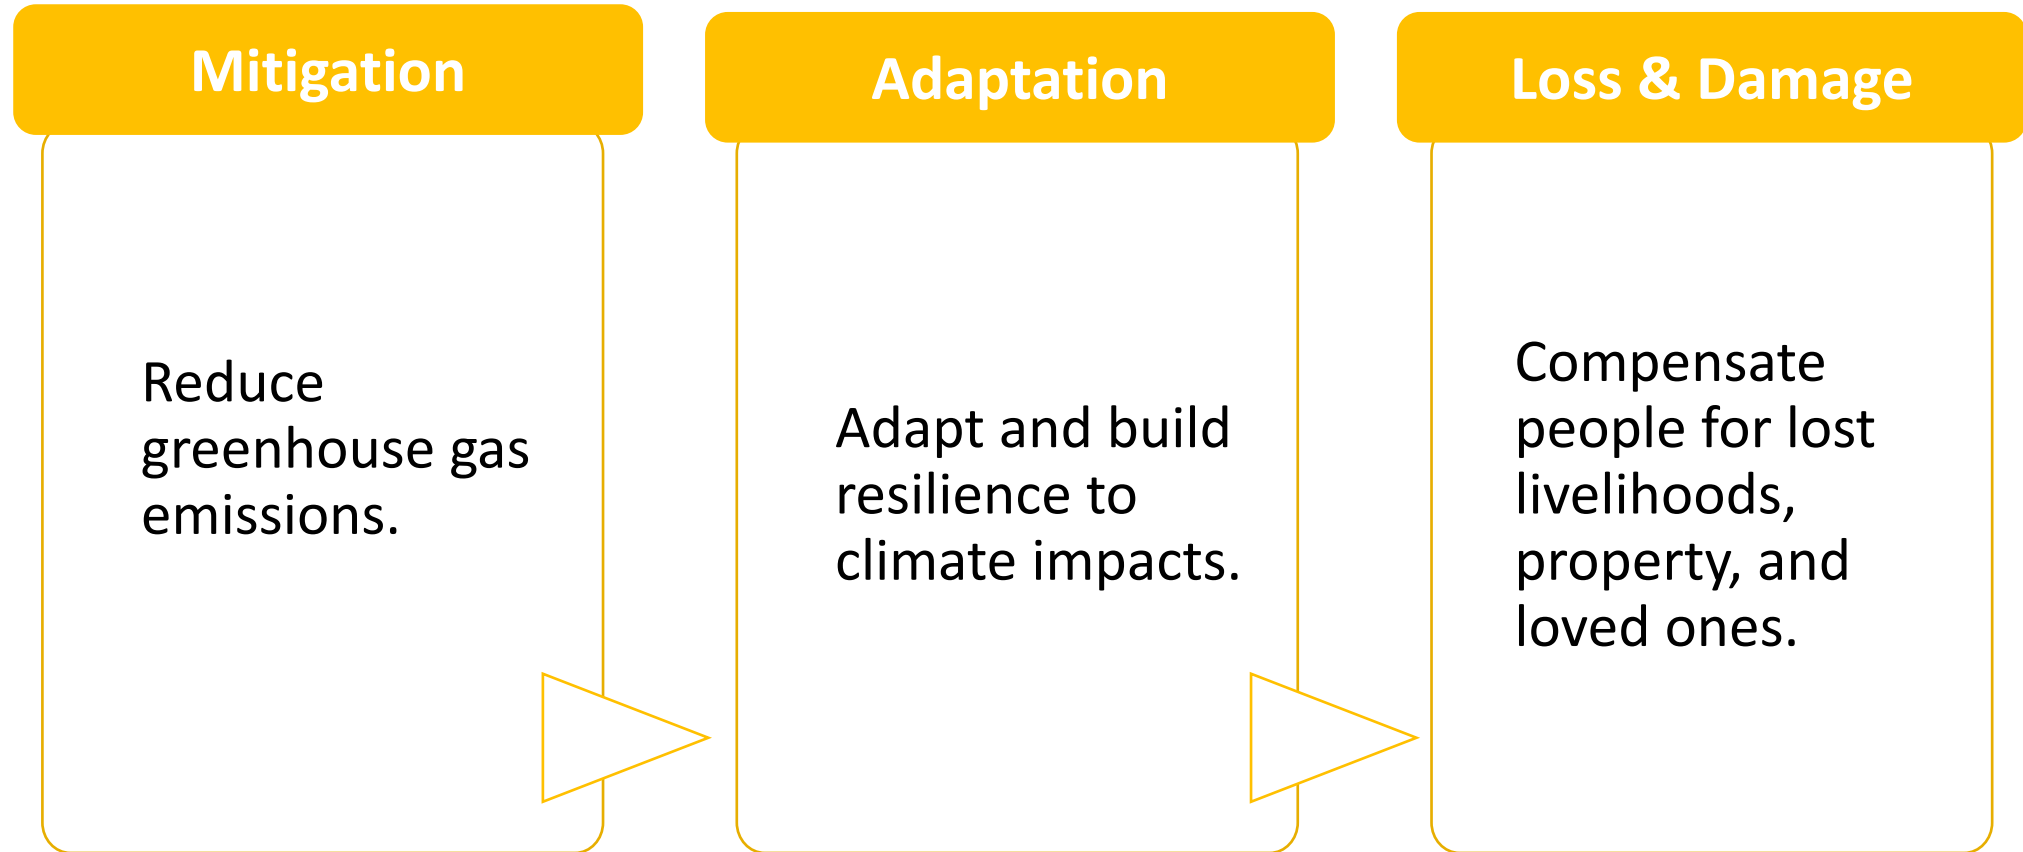 Mitigation
Reduce
greenhouse gas
emissions.
Adaptation
Adapt and build
resilience to
climate impacts.
Loss & Damage
Compensate
people for lost
livelihoods,
property, and
loved ones.